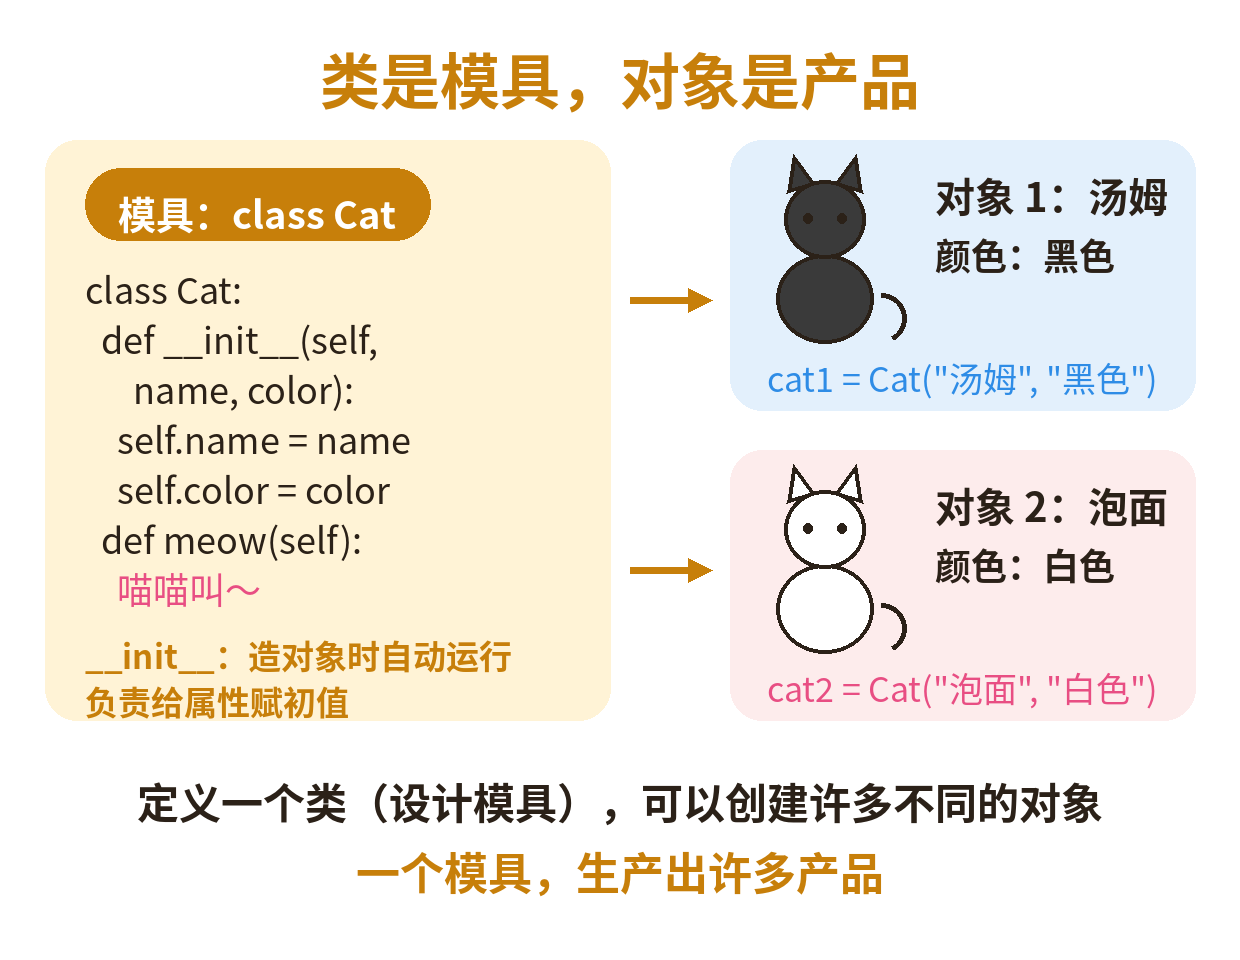 类是模具，对象是产品
模具：class Cat
class Cat:
def __init__(self,
name, color):
self.name = name
self.color = color
def meow(self):
喵喵叫～
__init__：造对象时自动运行
负责给属性赋初值
对象 1：汤姆
颜色：黑色
cat1 = Cat("汤姆", "黑色")
对象 2：泡面
颜色：白色
cat2 = Cat("泡面", "白色")
定义一个类（设计模具），可以创建许多不同的对象
一个模具，生产出许多产品